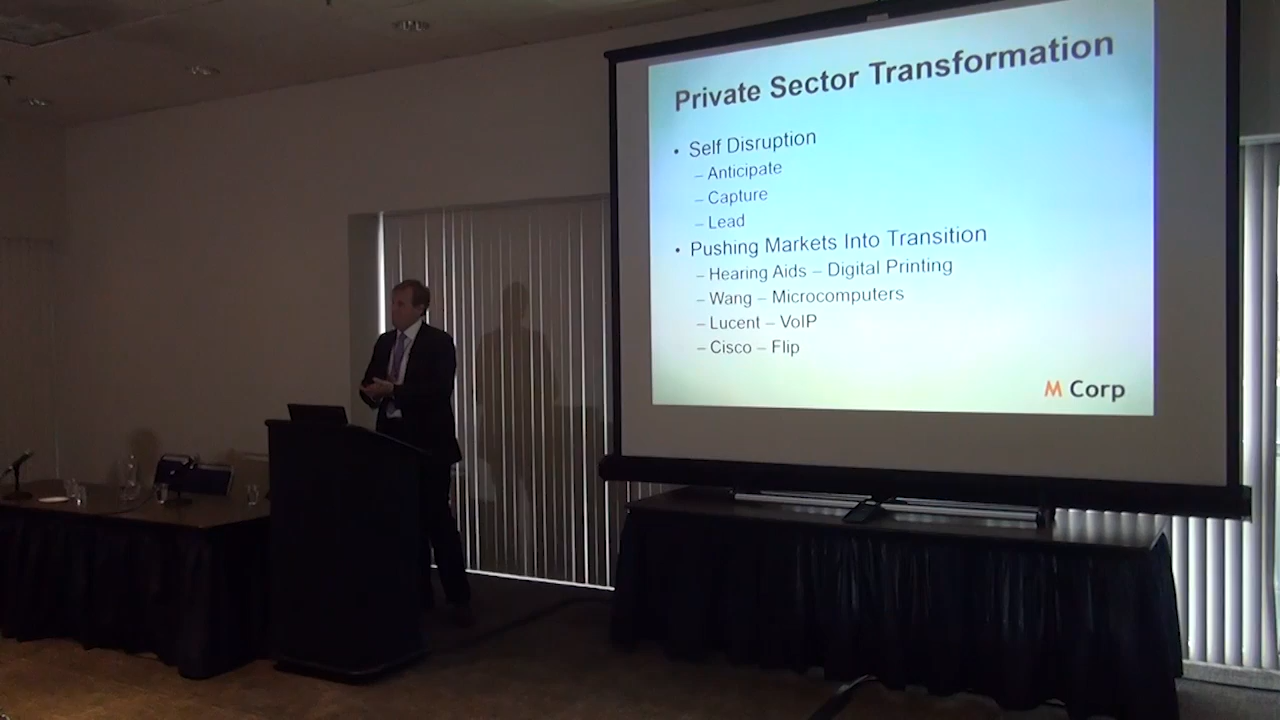 Private Sector Transformation
• Self Disruption
– Anticipate
– Capture
– Lead
• Pushing Markets Into Transition
– Hearing Aids – Digital Printing
– Wang – Microcomputers
– Lucent – VoIP
– Cisco – Flip
M Corp